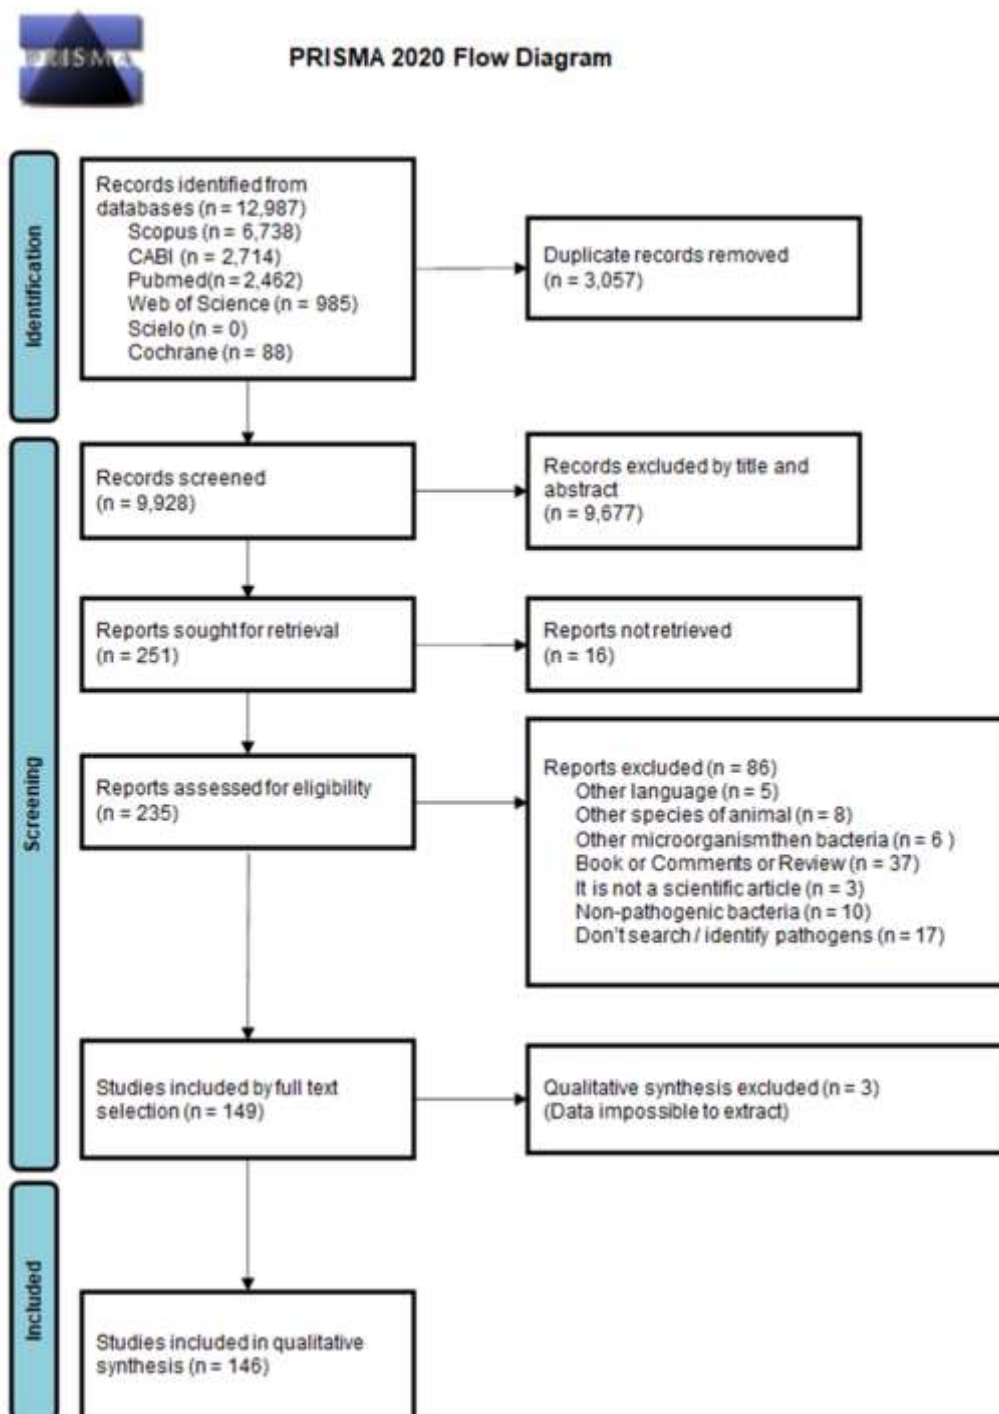 PRISMA
PRISMA 2020 Flow Diagram
Identification
Records identified from
databases (n = 12,987)
Scopus (n = 6,738)
CABI (n = 2,714)
Pubmed(n = 2,462)
Web of Science (n = 985)
Scielo (n = 0)
Cochrane (n = 88)
Duplicate records removed
(n = 3,057)
Screening
Records screened
(n = 9,928)
Records excluded by title and
abstract
(n = 9,677)
Reports sought for retrieval
(n = 251)
Reports not retrieved
(n = 16)
Reports assessed for eligibility
(n = 235)
Reports excluded (n = 86)
Other language (n = 5)
Other species of animal (n = 8)
Other microorganismthen bacteria (n = 6 )
Book or Comments or Review (n = 37)
It is not a scientific article (n = 3)
Non-pathogenic bacteria (n = 10)
Don't search / identify pathogens (n = 17)
Studies included by full text
selection (n = 149)
Qualitative synthesis excluded (n = 3)
(Data impossible to extract)
Included
Studies included in qualitative
synthesis (n = 146)